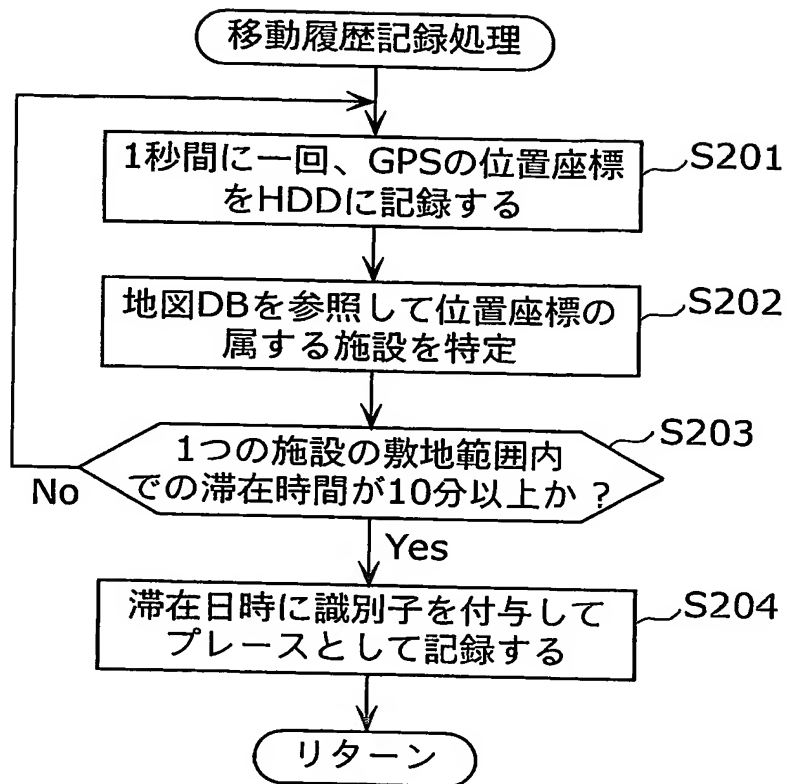 移動履歴記録処理
1秒間に一回、GPSの位置座標
をHDDに記録する
S201
地図DBを参照して位置座標の
属する施設を特定
S202
1つの施設の敷地範囲内
での滞在時間が10分以上か？
S203
No
Yes
滞在日時に識別子を付与して
プレースとして記録する
S204
リターン